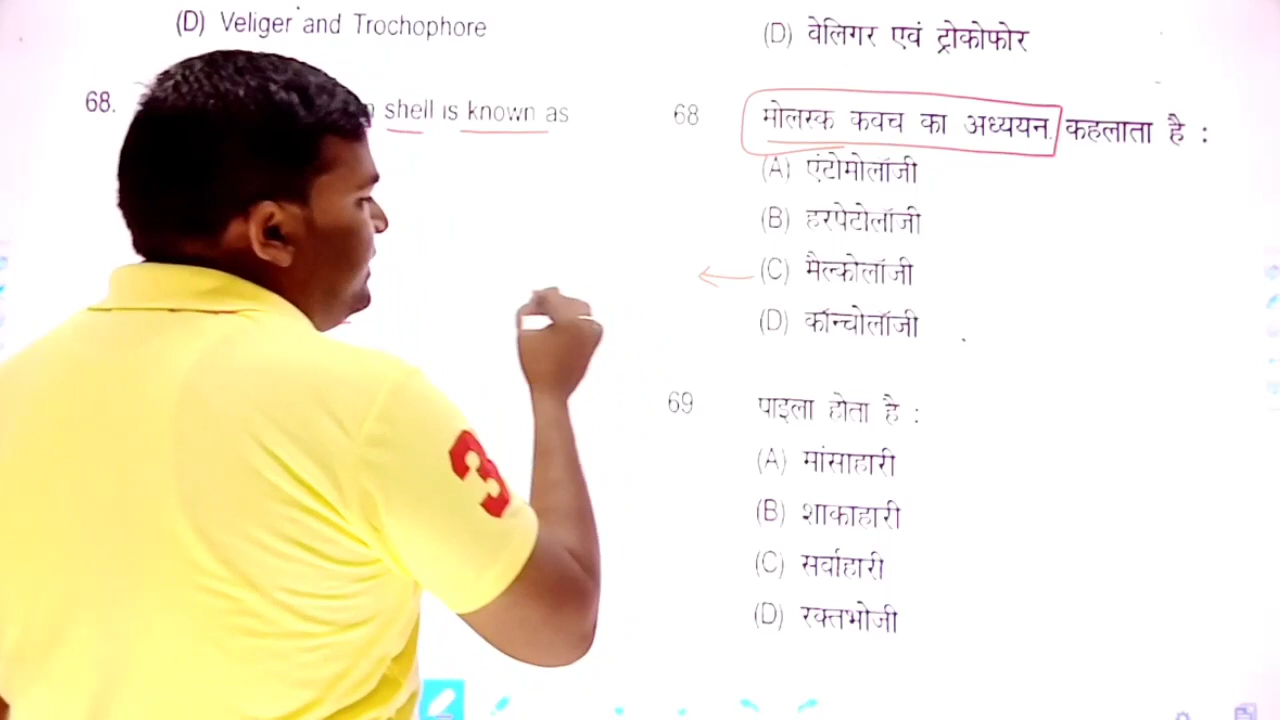 (D) Veliger and Trochophore
68. shell is known as
(D) वेलिगर एवं ट्रोकोफोर
68 मोलस्क कवच का अध्ययन कहलाता है :
(A) एंटोमोलॉजी
(B) हरपेटोलॉजी
(C) मैल्कोलॉजी
(D) कॉन्चोलॉजी
69 पाइला होता है :
(A) मांसाहारी
(B) शाकाहारी
(C) सर्वाहारी
(D) रक्तभोजी
3